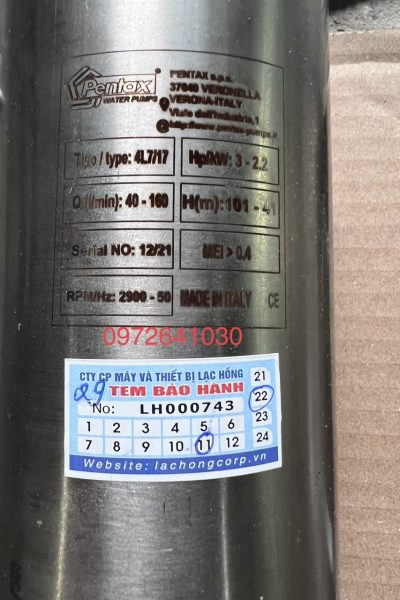 Pentax
WATER PUMPS
PENTAX s.p.a.
37040 VERONELLA
VERONA-ITALY
Viale dell'Industria, 1
http://www.pentax-pumps.it
Tipo / type: 4L7/17
Hp/kW: 3 - 2.2
Q (l/min): 40 - 160
H(m): 101 - 41
Serial NO: 12/21
MEI > 0.4
RPM/Hz: 2900 - 50
MADE IN ITALY CE
0972641030
CTY CP MÁY VÀ THIẾT BỊ LẠC HỒNG
29 TEM BẢO HÀNH
No: LH000743
1 2 3 4 5 6
7 8 9 10 11 12
21
22
23
24
Website: lachongcorp.vn